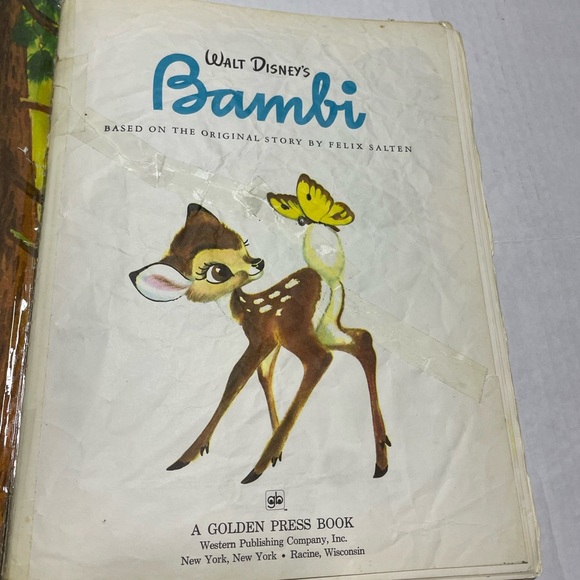 WALT DISNEY'S
Bambi
BASED ON THE ORIGINAL STORY BY FELIX SALTEN
gb
A GOLDEN PRESS BOOK
Western Publishing Company, Inc.
New York, New York • Racine, Wisconsin